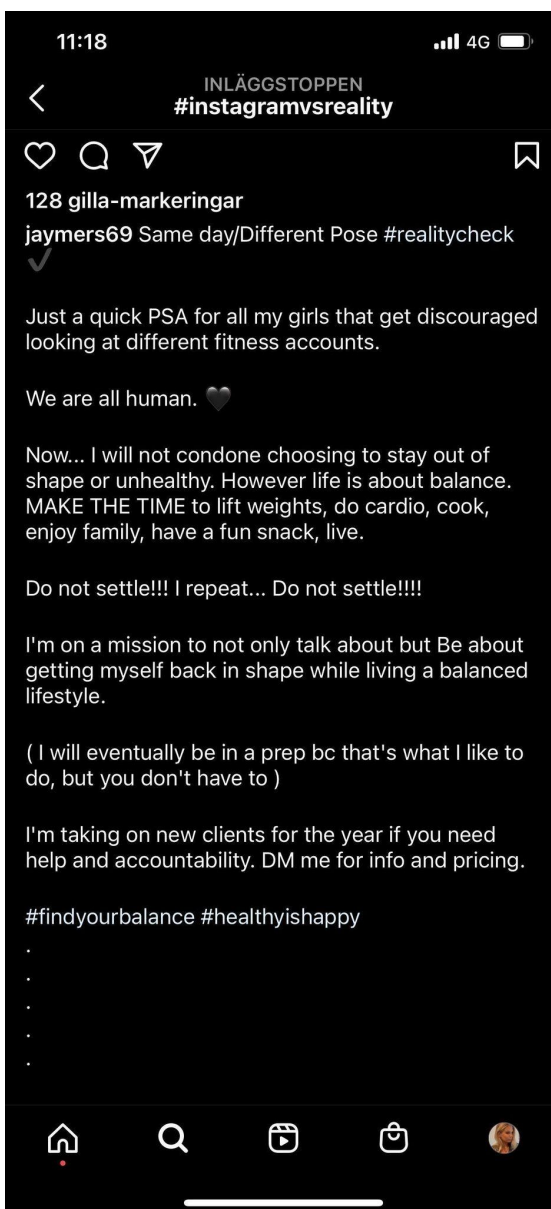 11:18
4G
INLÄGGSTOPPEN
#instagramvsreality
128 gilla-markeringar
jaymers69 Same day/Different Pose #realitycheck
✔️
Just a quick PSA for all my girls that get discouraged
looking at different fitness accounts.
We are all human. 🖤
Now... I will not condone choosing to stay out of
shape or unhealthy. However life is about balance.
MAKE THE TIME to lift weights, do cardio, cook,
enjoy family, have a fun snack, live.
Do not settle!!! I repeat... Do not settle!!!!
I'm on a mission to not only talk about but Be about
getting myself back in shape while living a balanced
lifestyle.
( I will eventually be in a prep bc that's what I like to
do, but you don't have to )
I'm taking on new clients for the year if you need
help and accountability. DM me for info and pricing.
#findyourbalance #healthyishappy
.
.
.
.
.